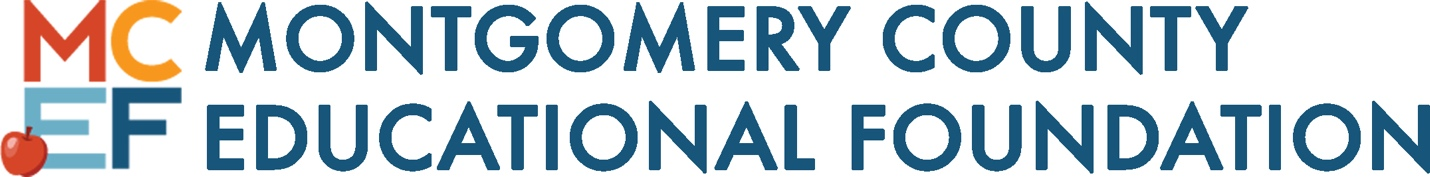 MC
EF
MONTGOMERY COUNTY
EDUCATIONAL FOUNDATION